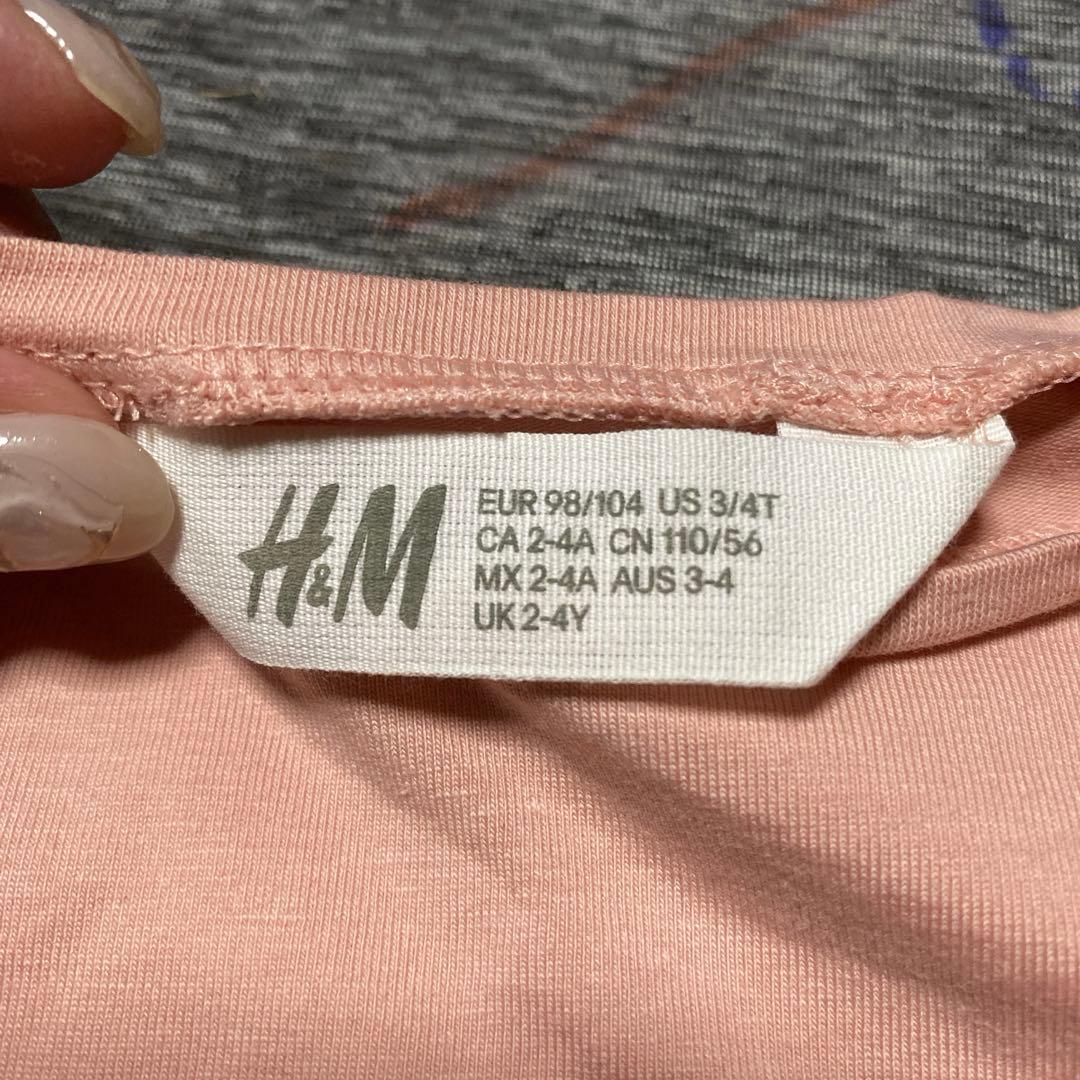 H&M
EUR 98/104 US 3/4T
CA 2-4A CN 110/56
MX 2-4A AUS 3-4
UK 2-4Y